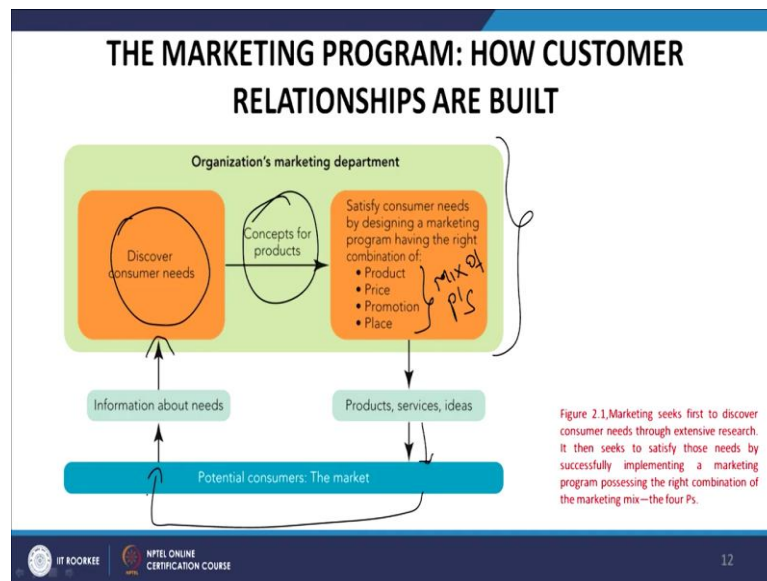 THE MARKETING PROGRAM: HOW CUSTOMER
RELATIONSHIPS ARE BUILT
Organization's marketing department
Discover
consumer needs
Concepts for
products
Satisfy consumer needs
by designing a marketing
program having the right
combination of:
• Product
• Price
• Promotion
• Place
mix of
P's
Information about needs
Products, services, ideas
Potential consumers: The market
Figure 2.1,Marketing seeks first to discover
consumer needs through extensive research.
It then seeks to satisfy those needs by
successfully implementing a marketing
program possessing the right combination of
the marketing mix—the four Ps.
IIT ROORKEE
NPTEL ONLINE
CERTIFICATION COURSE
12